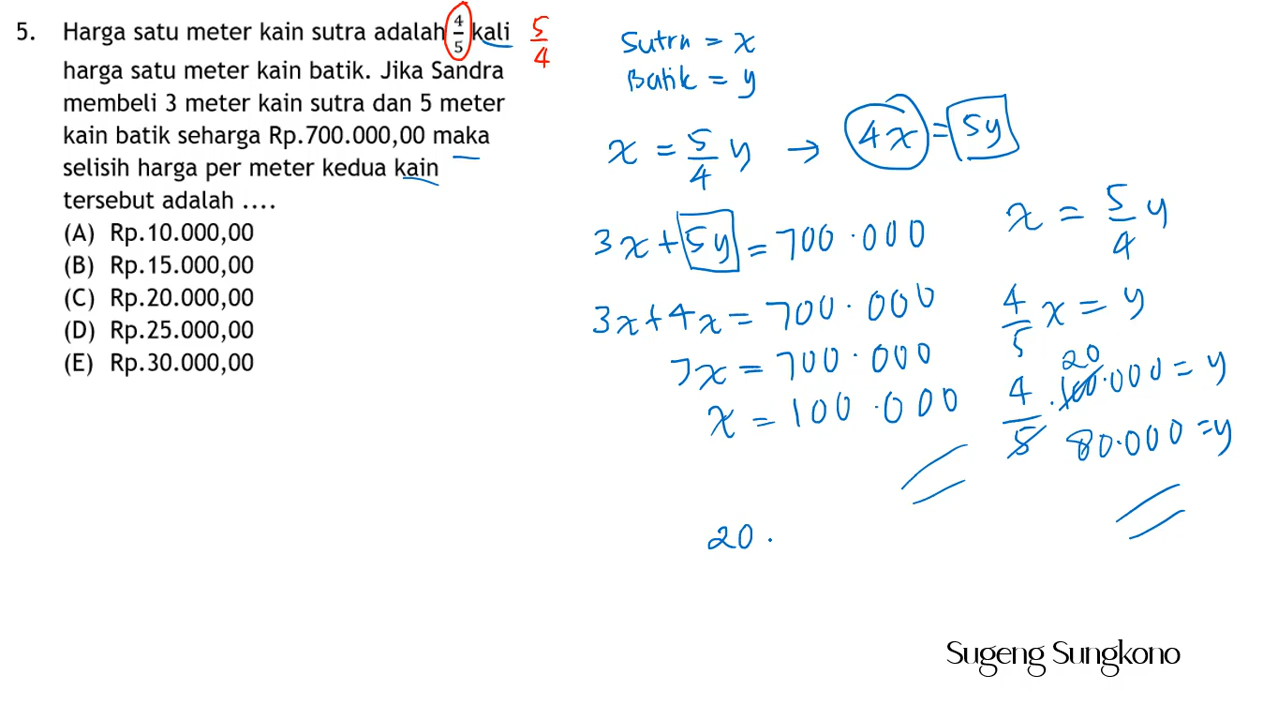 5. Harga satu meter kain sutra adalah 4/5 kali 5/4
harga satu meter kain batik. Jika Sandra
membeli 3 meter kain sutra dan 5 meter
kain batik seharga Rp.700.000,00 maka
selisih harga per meter kedua kain
tersebut adalah ....
(A) Rp.10.000,00
(B) Rp.15.000,00
(C) Rp.20.000,00
(D) Rp.25.000,00
(E) Rp.30.000,00
Sutra = x
Batik = y
x = 5/4 y → 4x = 5y
3x + 5y = 700.000
3x + 4x = 700.000
7x = 700.000
x = 100.000
x = 5/4 y
4/5 x = y
20
4/5 . 100.000 = y
80.000 = y
20.
Sugeng Sungkono